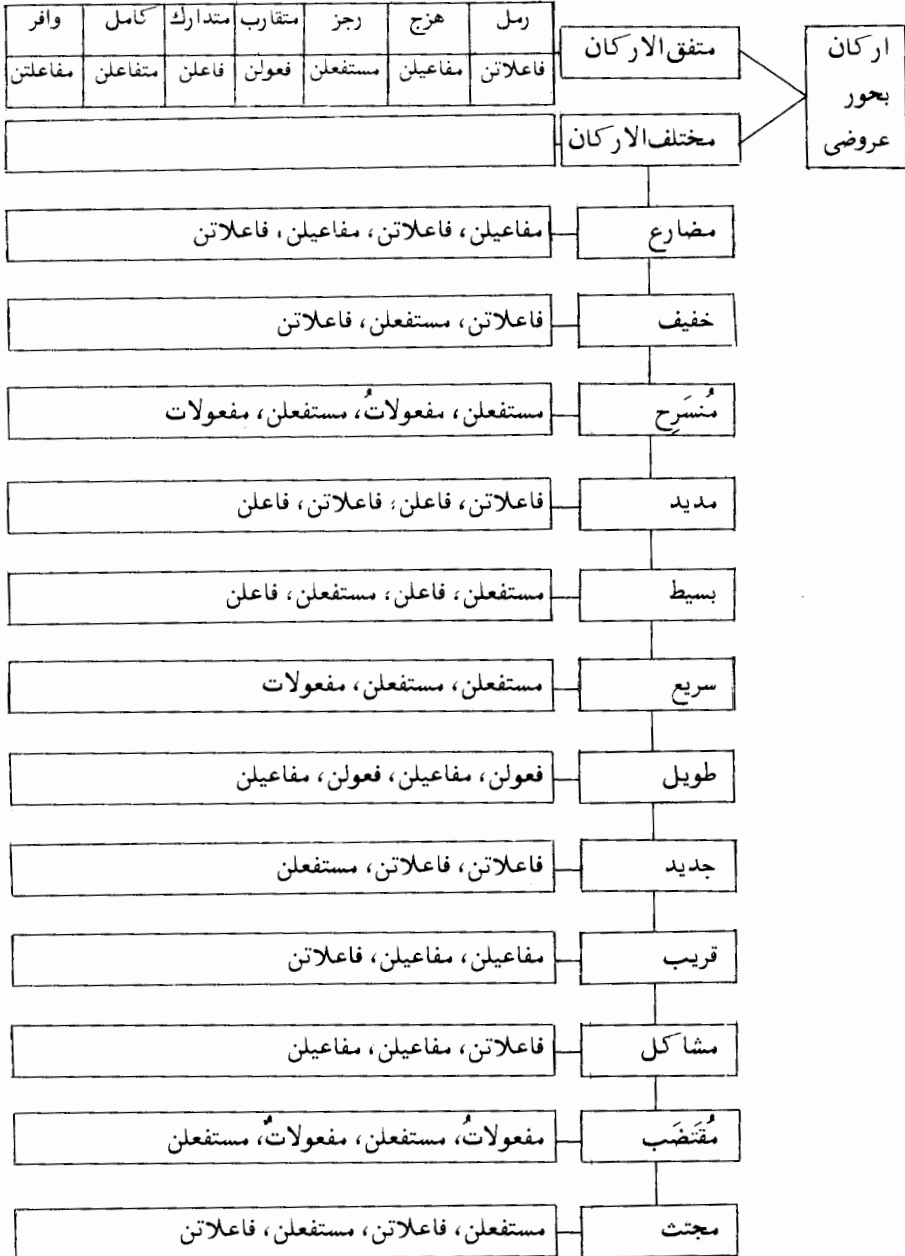 ارکان
بحور
عروضی
متفق‌الارکان
رمل هزج رجز متقارب متدارك کامل وافر
فاعلاتن مفاعیلن مستفعلن فعولن فاعلن متفاعلن مفاعلتن
مختلف‌الارکان
مضارع مفاعیلن، فاعلاتن، مفاعیلن، فاعلاتن
خفیف فاعلاتن، مستفعلن، فاعلاتن
مُنسَرِح مستفعلن، مفعولاتُ، مستفعلن، مفعولات
مدید فاعلاتن، فاعلن، فاعلاتن، فاعلن
بسیط مستفعلن، فاعلن، مستفعلن، فاعلن
سریع مستفعلن، مستفعلن، مفعولات
طویل فعولن، مفاعیلن، فعولن، مفاعیلن
جدید فاعلاتن، فاعلاتن، مستفعلن
قریب مفاعیلن، مفاعیلن، فاعلاتن
مشاکل فاعلاتن، مفاعیلن، مفاعیلن
مُقتَضَب مفعولاتُ، مستفعلن، مفعولاتُ، مستفعلن
مجتث مستفعلن، فاعلاتن، مستفعلن، فاعلاتن